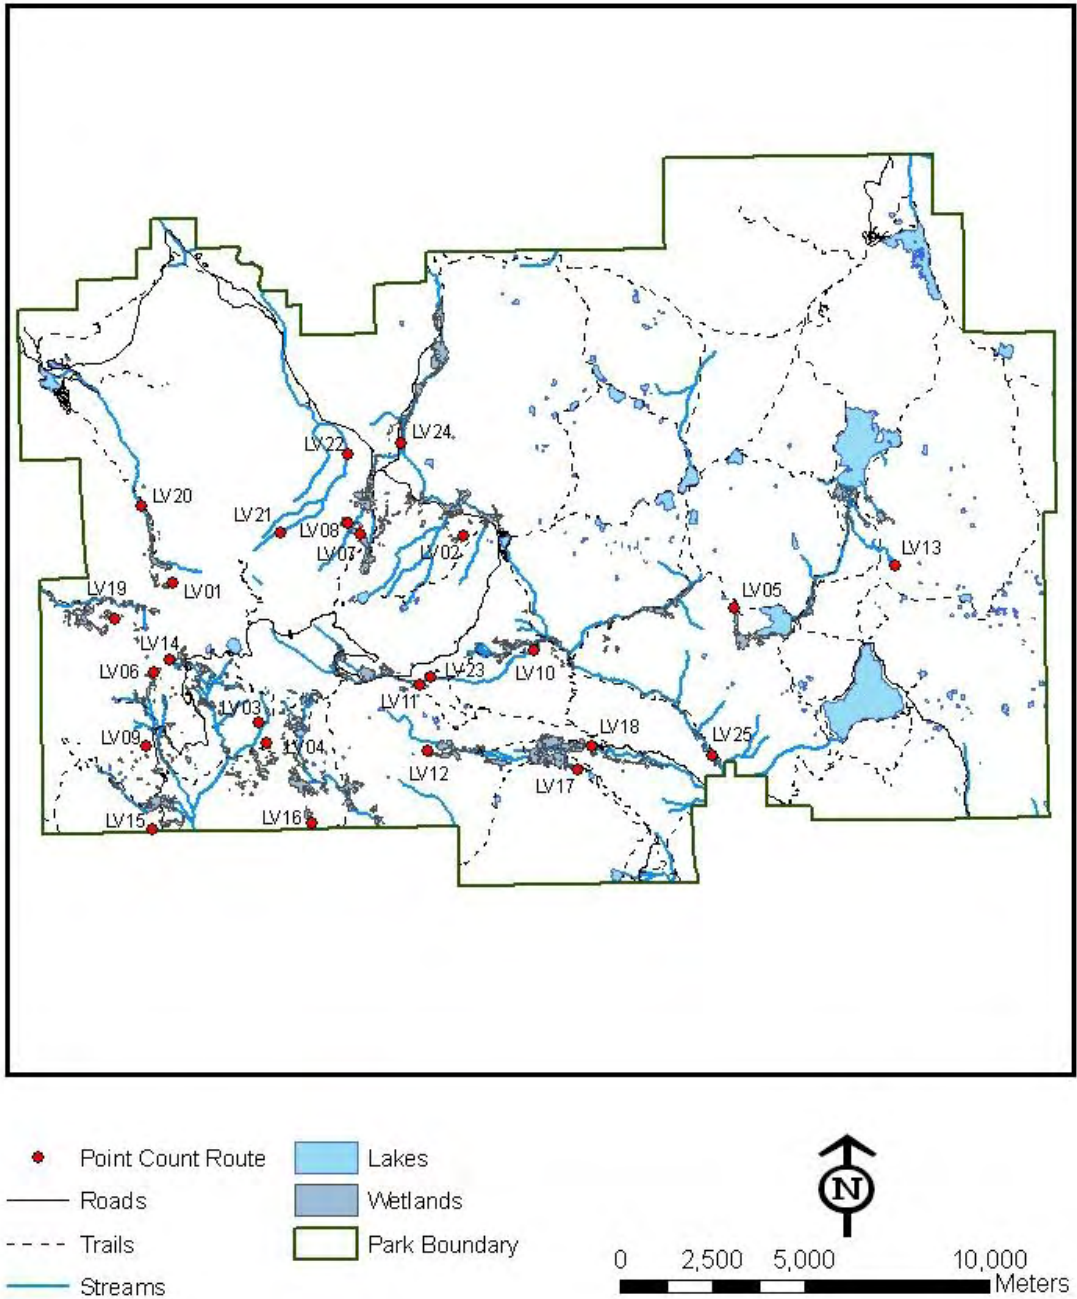 LV24
LV22
LV20
LV21
LV08
LV07
LV02
LV13
LV01
LV19
LV05
LV14
LV06
LV23
LV10
LV11
LV03
LV09
LV04
LV18
LV25
LV12
LV17
LV15
LV16
Point Count Route
Lakes
Roads
Wetlands
N
Trails
Park Boundary
0 2,500 5,000 10,000
Streams
Meters